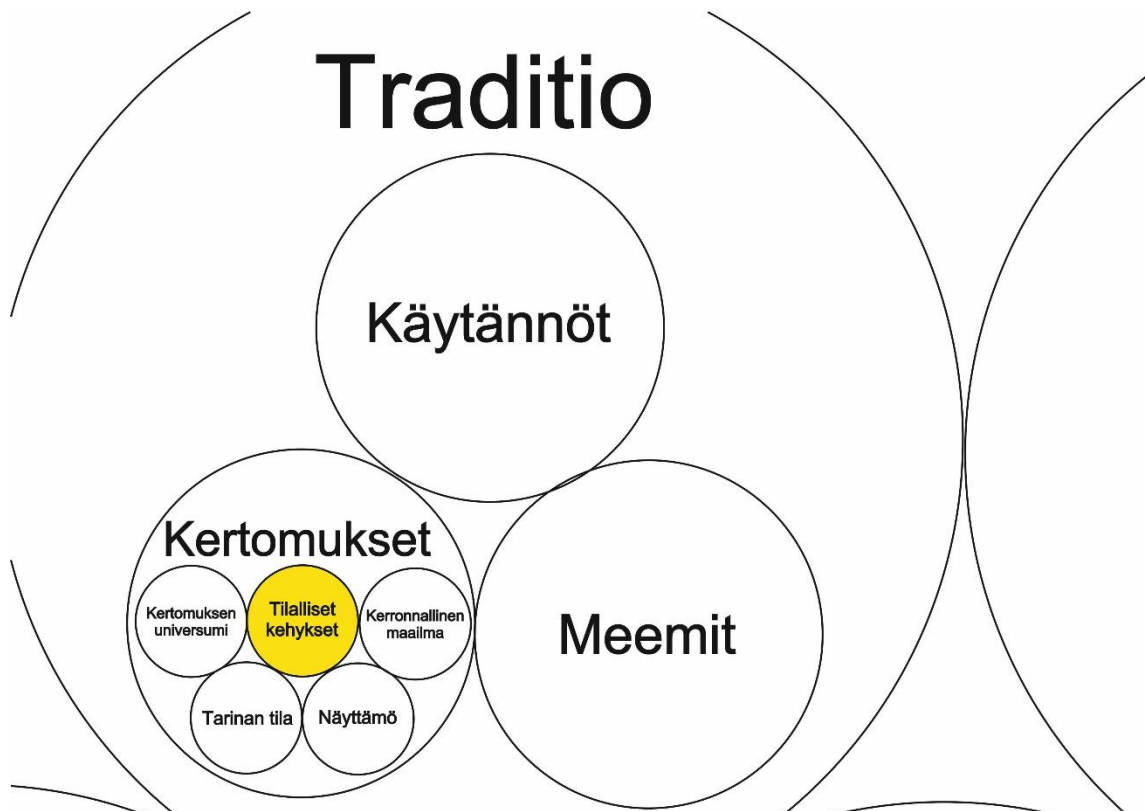 Traditio
Käytännöt
Kertomukset
Kertomuksen
universumi
Tilalliset
kehykset
Kerronnallinen
maailma
Tarinan tila
Näyttämö
Meemit